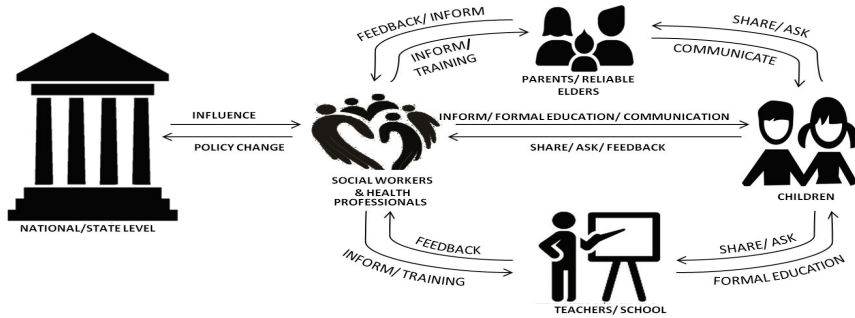 FEEDBACK/ INFORM
INFORM/
TRAINING
PARENTS/ RELIABLE
ELDERS
SHARE/ ASK
COMMUNICATE
INFLUENCE
POLICY CHANGE
INFORM/ FORMAL EDUCATION/ COMMUNICATION
SHARE/ ASK/ FEEDBACK
NATIONAL/STATE LEVEL
SOCIAL WORKERS
& HEALTH
PROFESSIONALS
CHILDREN
FEEDBACK
INFORM/ TRAINING
TEACHERS/ SCHOOL
SHARE/ ASK
FORMAL EDUCATION